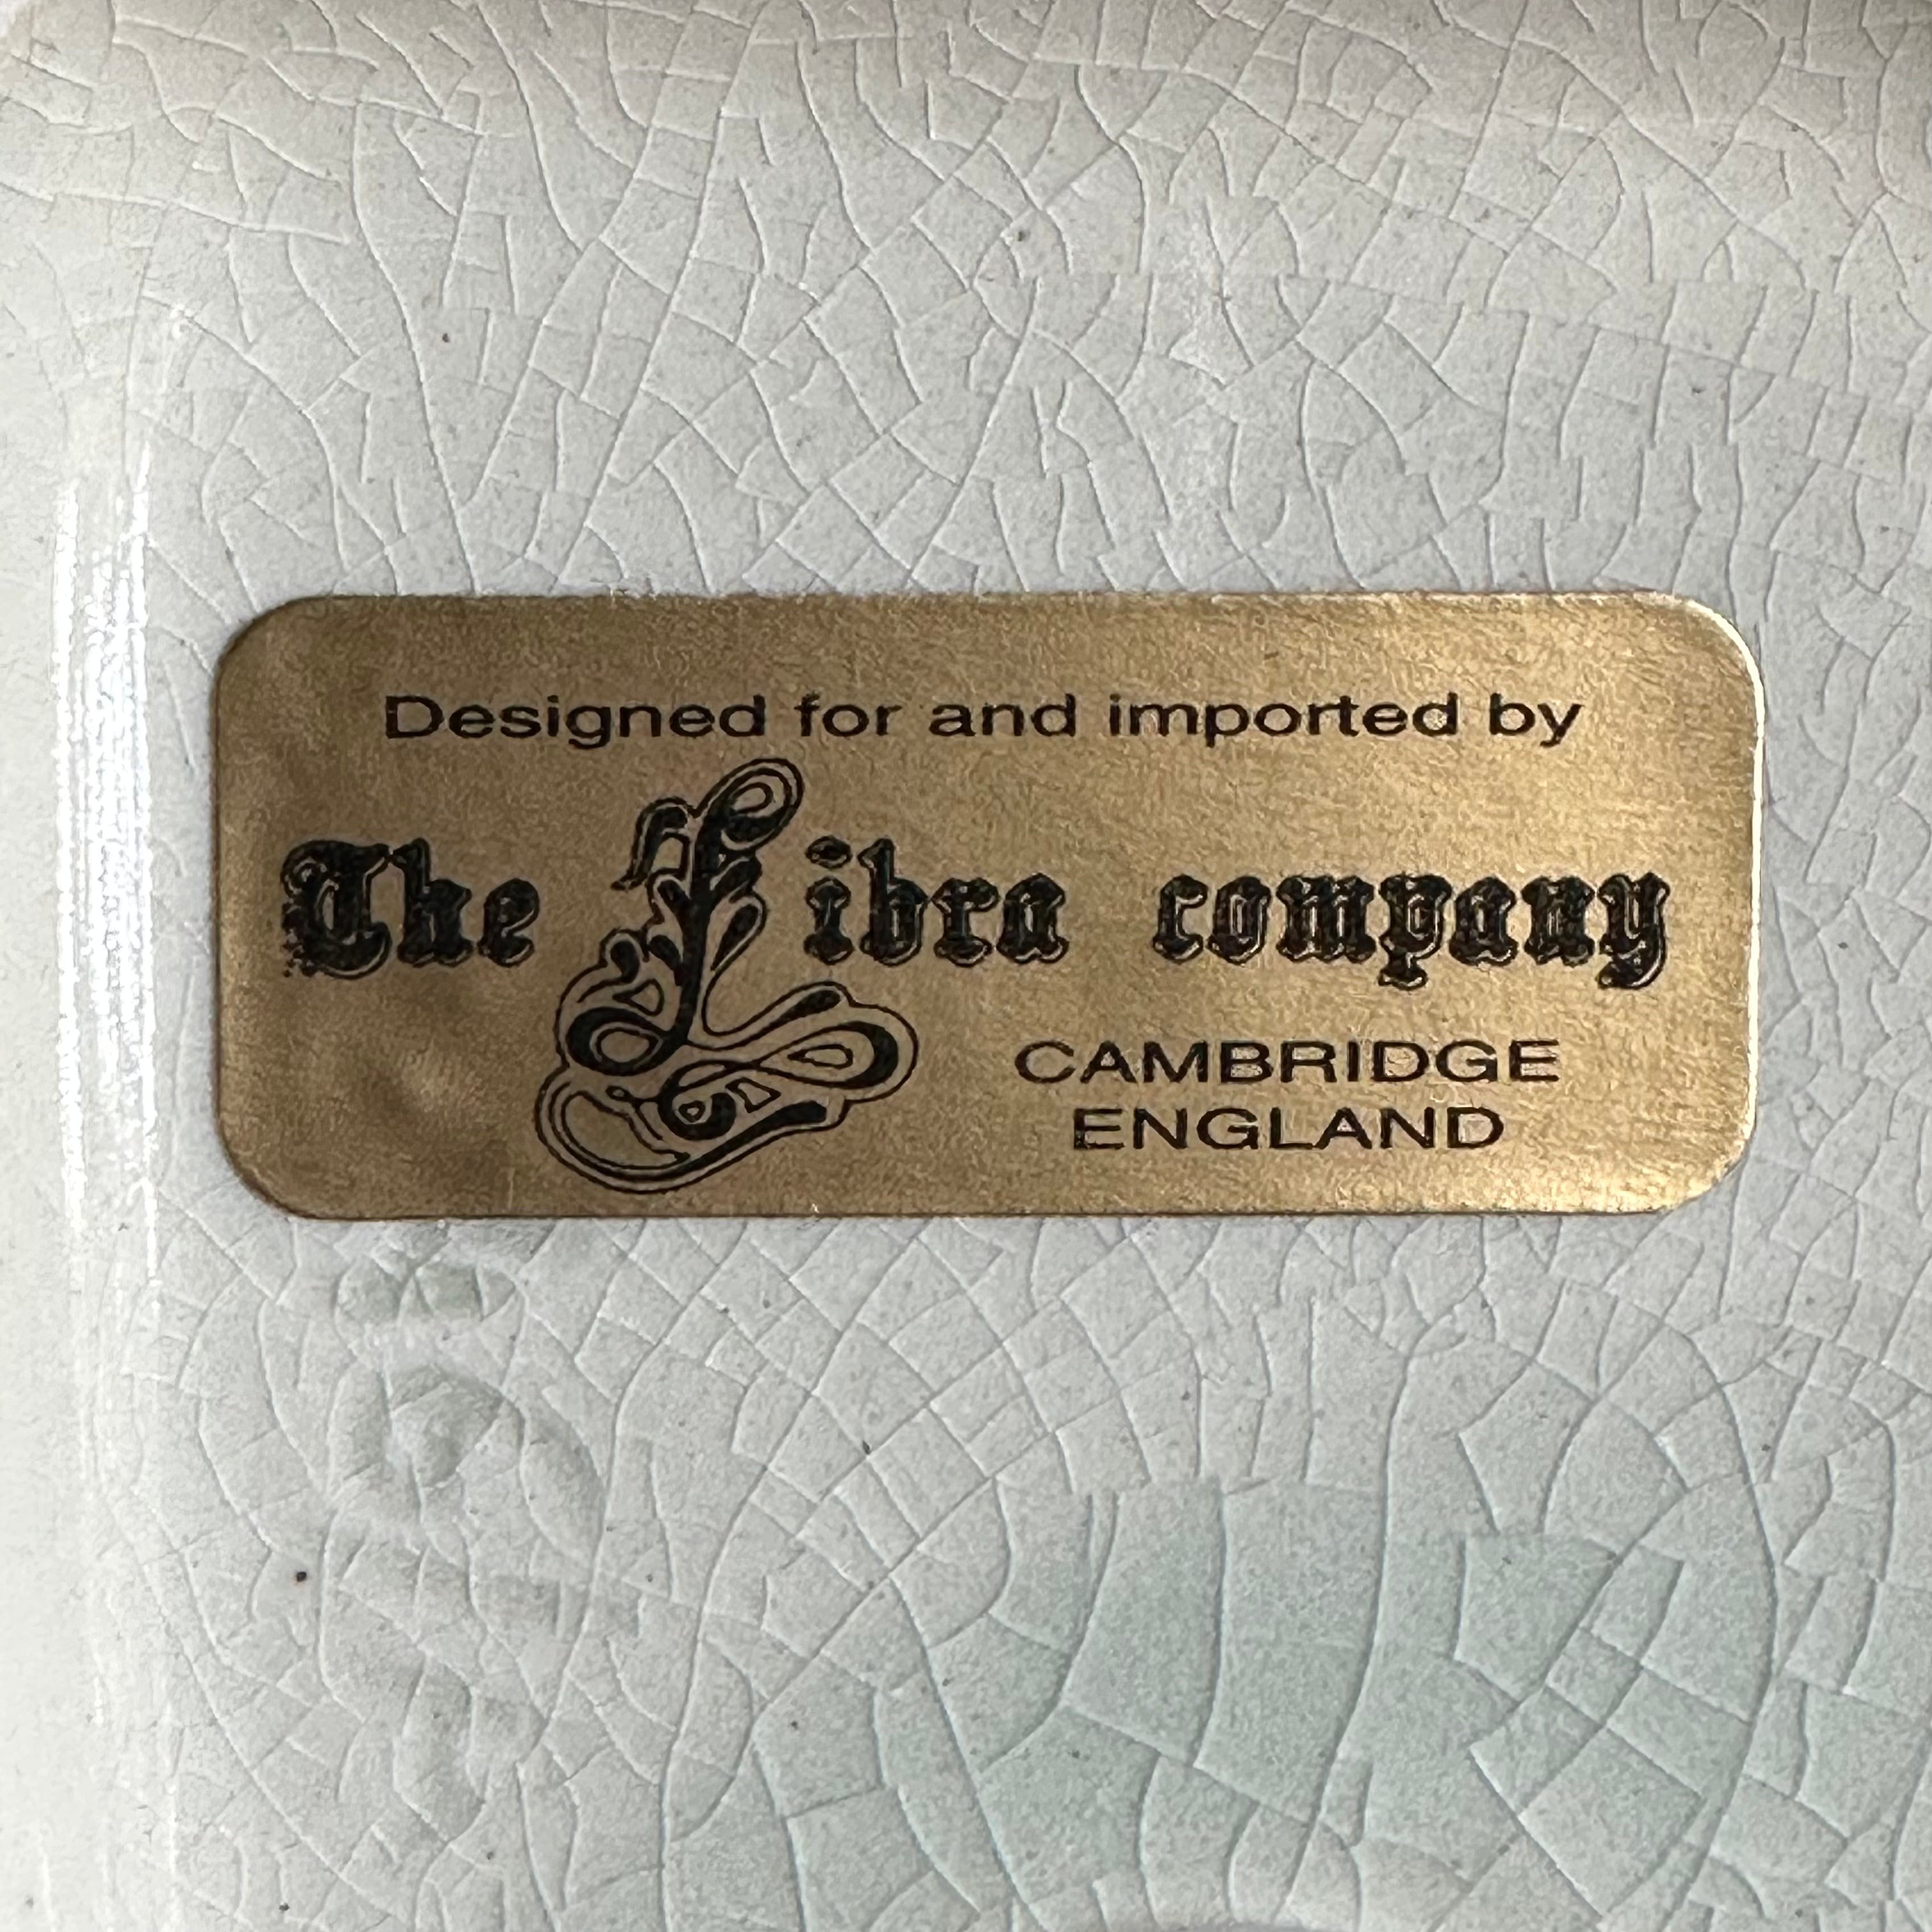 Designed for and imported by
The Libra company
CAMBRIDGE
ENGLAND